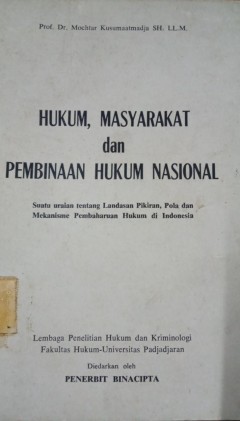 Prof. Dr. Mochtar Kusumaatmadja SH. LL.M.
HUKUM, MASYARAKAT
dan
PEMBINAAN HUKUM NASIONAL
Suatu uraian tentang Landasan Pikiran, Pola dan
Mekanisme Pembaharuan Hukum di Indonesia
Lembaga Penelitian Hukum dan Kriminologi
Fakultas Hukum-Universitas Padjadjaran
Diedarkan oleh
PENERBIT BINACIPTA